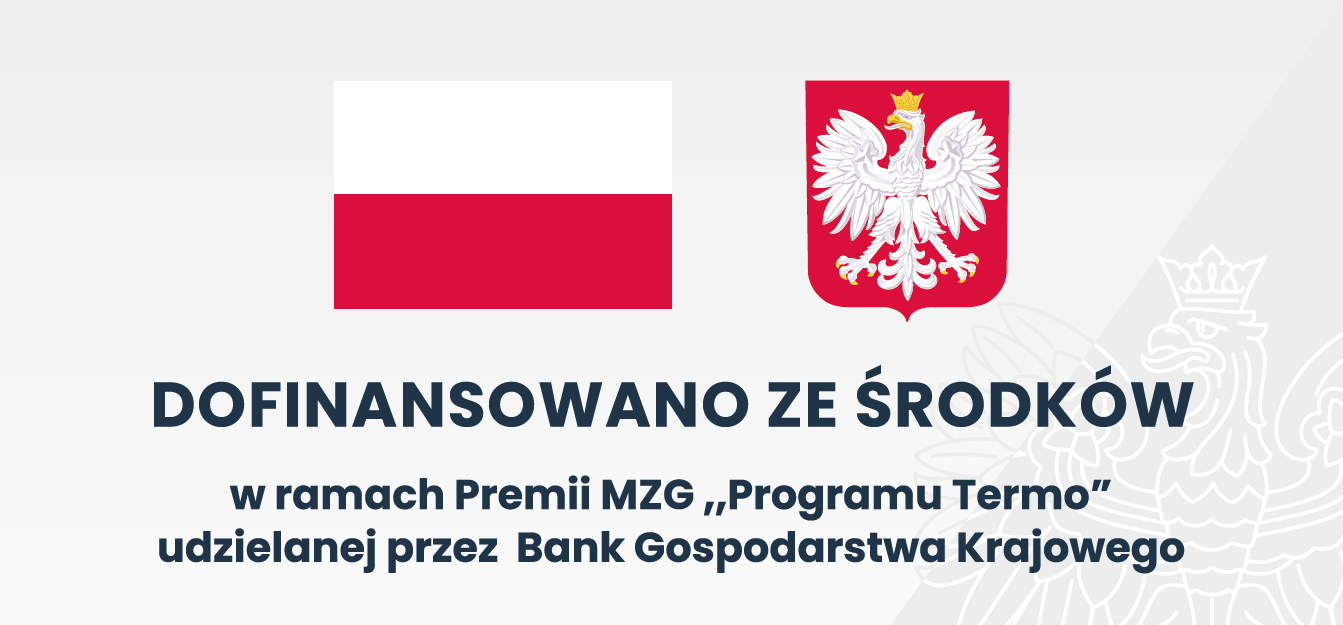 DOFINANSOWANO ZE ŚRODKÓW
w ramach Premii MZG ,,Programu Termo”
udzielanej przez  Bank Gospodarstwa Krajowego